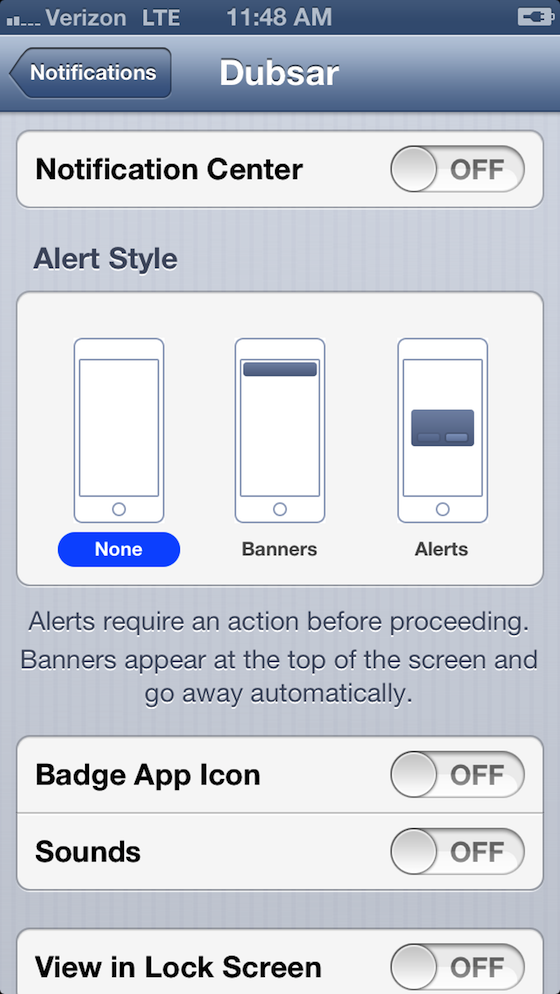 Verizon LTE 11:48 AM
Notifications Dubsar
Notification Center OFF
Alert Style
None Banners Alerts
Alerts require an action before proceeding.
Banners appear at the top of the screen and
go away automatically.
Badge App Icon OFF
Sounds OFF
View in Lock Screen OFF